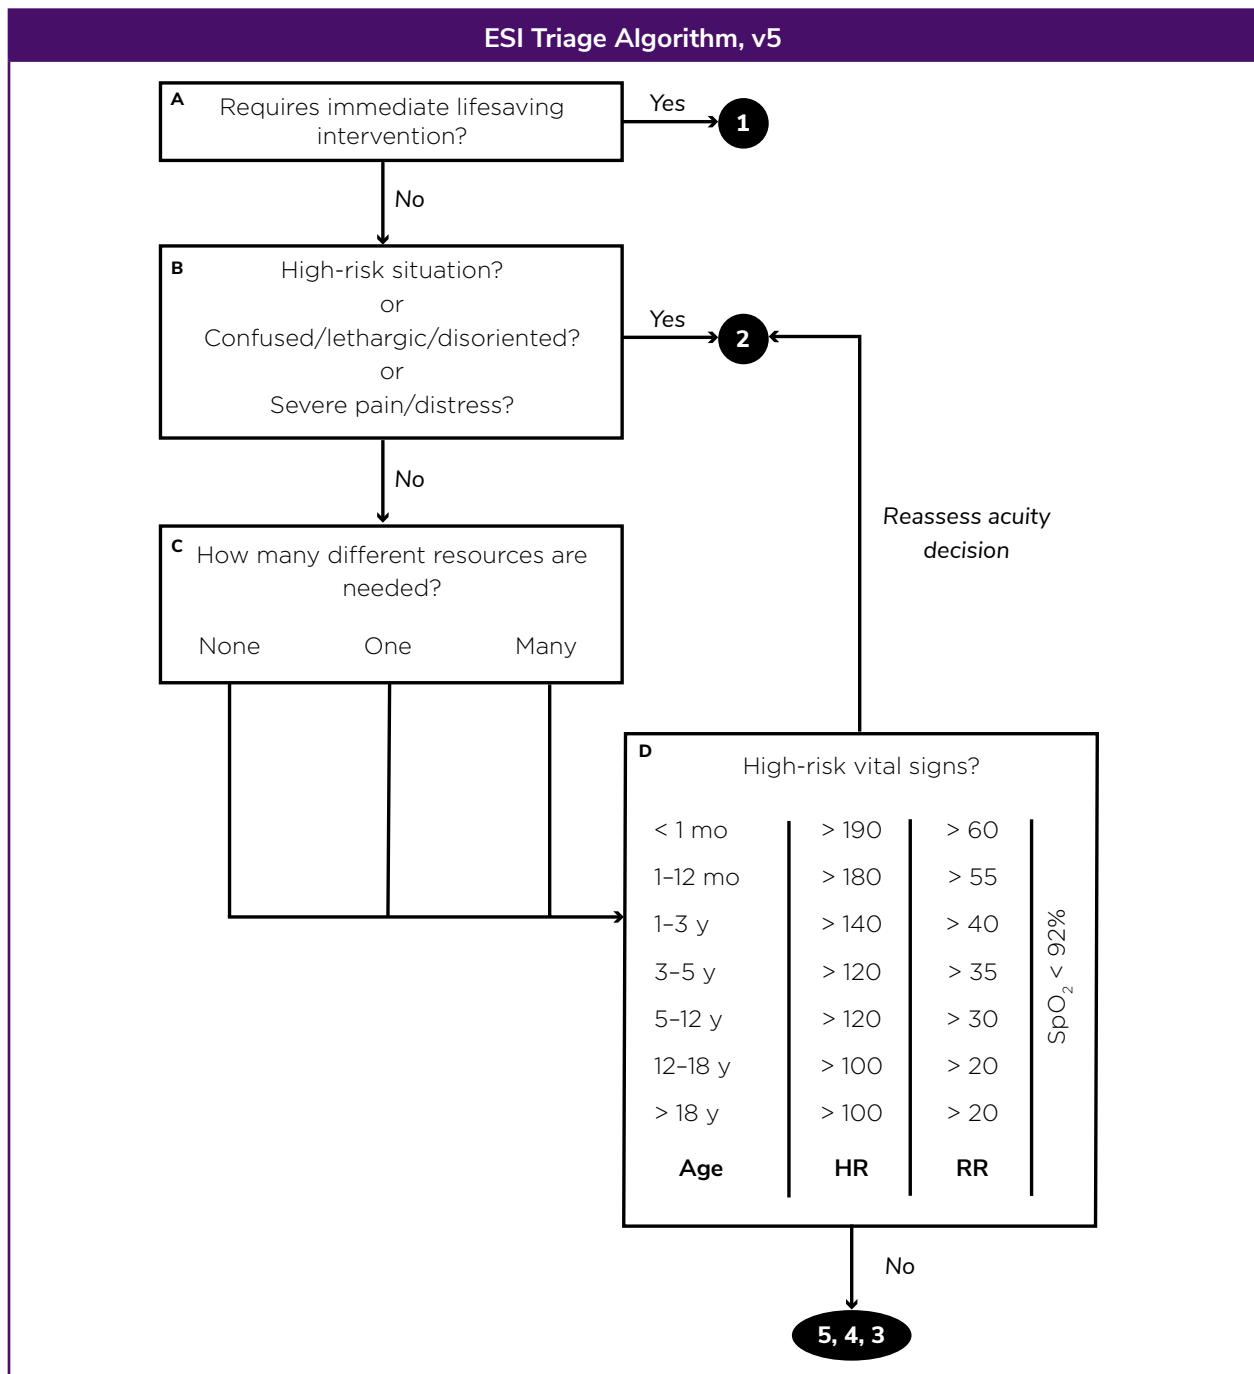 ESI Triage Algorithm, v5
A
Requires immediate lifesaving
intervention?
Yes
1
No
B
High-risk situation?
or
Confused/lethargic/disoriented?
or
Severe pain/distress?
Yes
2
No
Reassess acuity
decision
C
How many different resources are
needed?
None One Many
D
High-risk vital signs?
< 1 mo > 190 > 60
1–12 mo > 180 > 55
1–3 y > 140 > 40
3–5 y > 120 > 35
5–12 y > 120 > 30
12–18 y > 100 > 20
> 18 y > 100 > 20
Age HR RR
SpO₂ < 92%
No
5, 4, 3